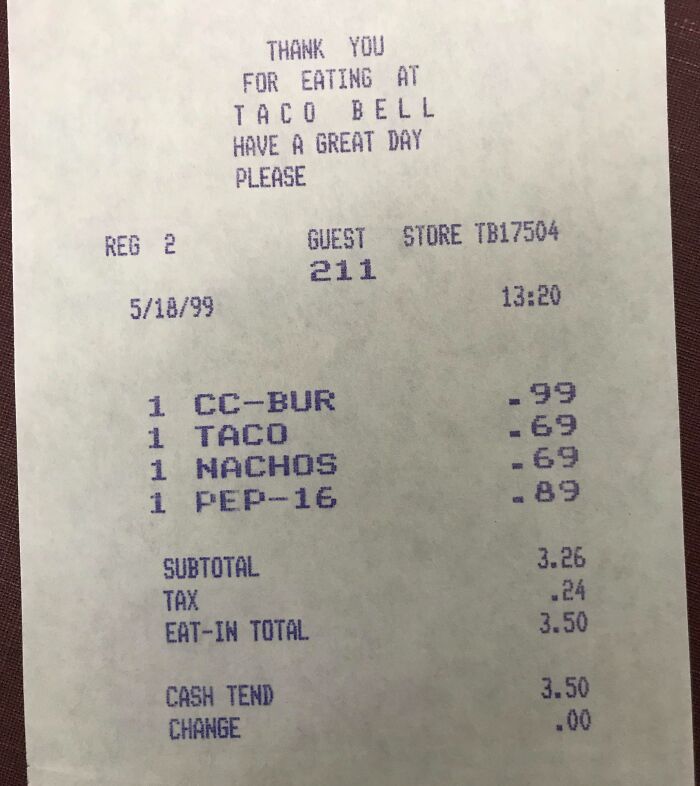 THANK YOU
FOR EATING AT
TACO BELL
HAVE A GREAT DAY
PLEASE
REG 2 GUEST STORE TB17504
211
5/18/99 13:20
1 CC-BUR .99
1 TACO .69
1 NACHOS .69
1 PEP-16 .89
SUBTOTAL 3.26
TAX .24
EAT-IN TOTAL 3.50
CASH TEND 3.50
CHANGE .00